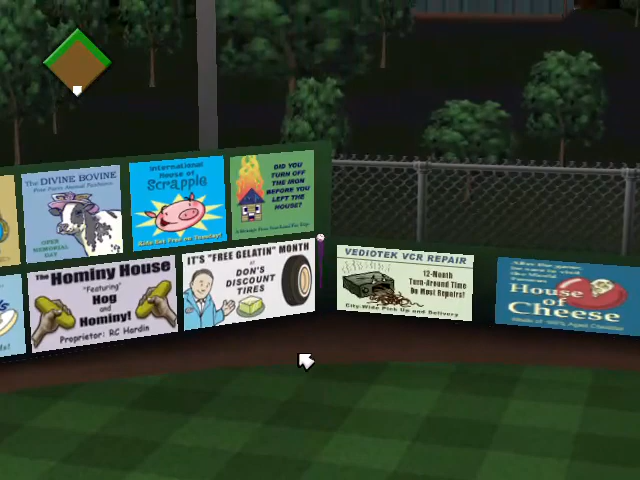 The DIVINE BOVINE
OPEN
MEMORIAL
DAY
International
House of
Scrapple
Kids Eat Free on Tuesday!
DID YOU
TURN OFF
THE IRON
BEFORE YOU
LEFT THE
HOUSE?
The Hominy House
"Featuring"
Hog
and
Hominy!
Proprietor: RC Hardin
IT'S "FREE GELATIN" MONTH
at
DON'S
DISCOUNT
TIRES
VEDIOTEK VCR REPAIR
12-Month
Turn-Around Time
On Most Repairs!
City-Wide Pick Up and Delivery
After the game,
House
of
Cheese